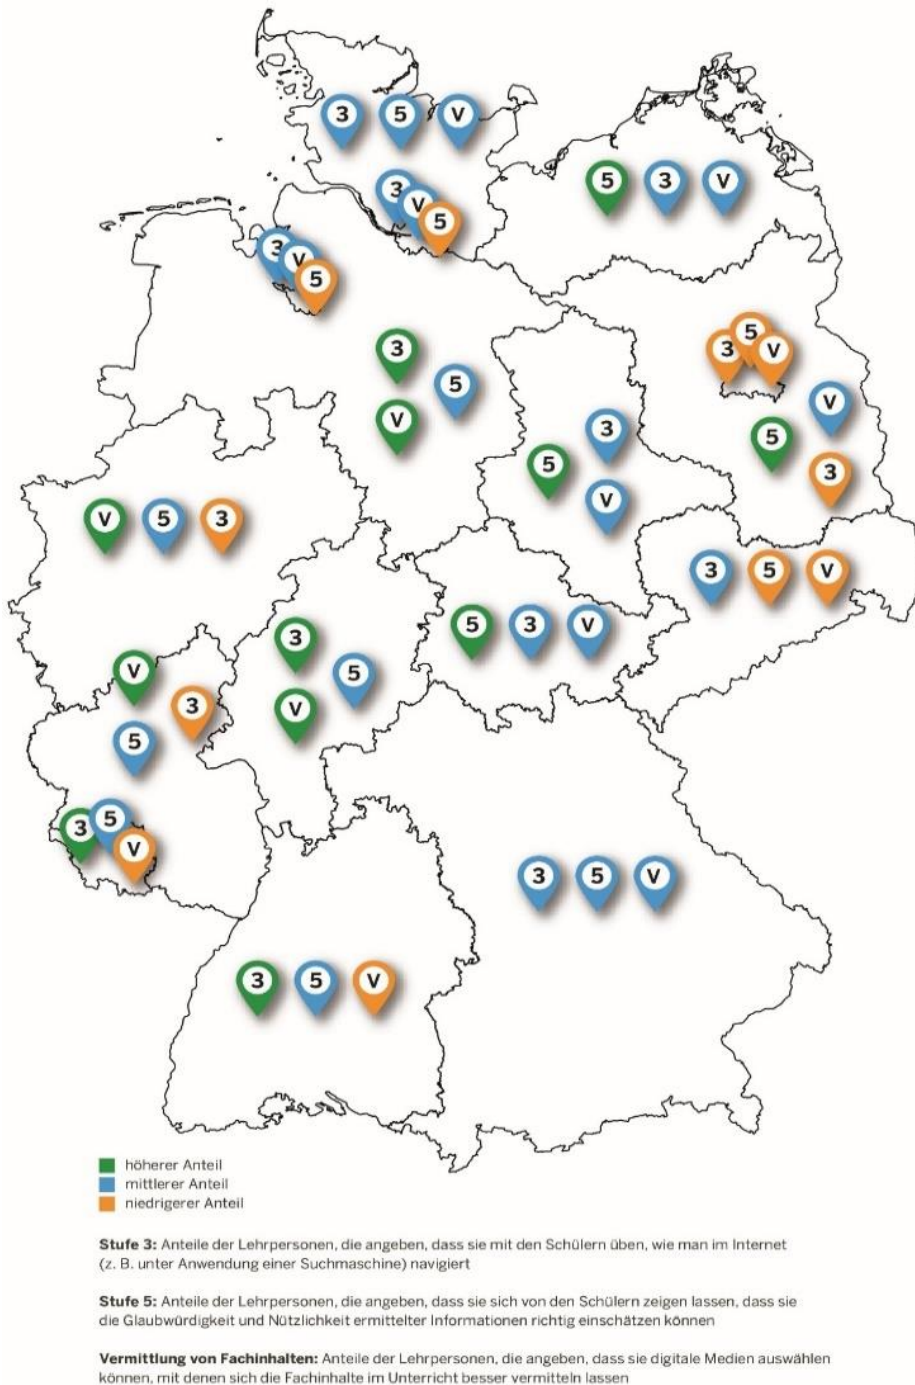 3 5 V
5 3 V
3
V
5
3
V
5
3
5
V
3
5
V
5
3 V
V
5
3
5
3
V
V 5 3
3 5 V
5 3 V
3
5
V
V
3
5
3
5
V
3 5 V
3 5 V
höherer Anteil
mittlerer Anteil
niedrigerer Anteil
Stufe 3: Anteile der Lehrpersonen, die angeben, dass sie mit den Schülern üben, wie man im Internet
(z. B. unter Anwendung einer Suchmaschine) navigiert
Stufe 5: Anteile der Lehrpersonen, die angeben, dass sie sich von den Schülern zeigen lassen, dass sie
die Glaubwürdigkeit und Nützlichkeit ermittelter Informationen richtig einschätzen können
Vermittlung von Fachinhalten: Anteile der Lehrpersonen, die angeben, dass sie digitale Medien auswählen
können, mit denen sich die Fachinhalte im Unterricht besser vermitteln lassen